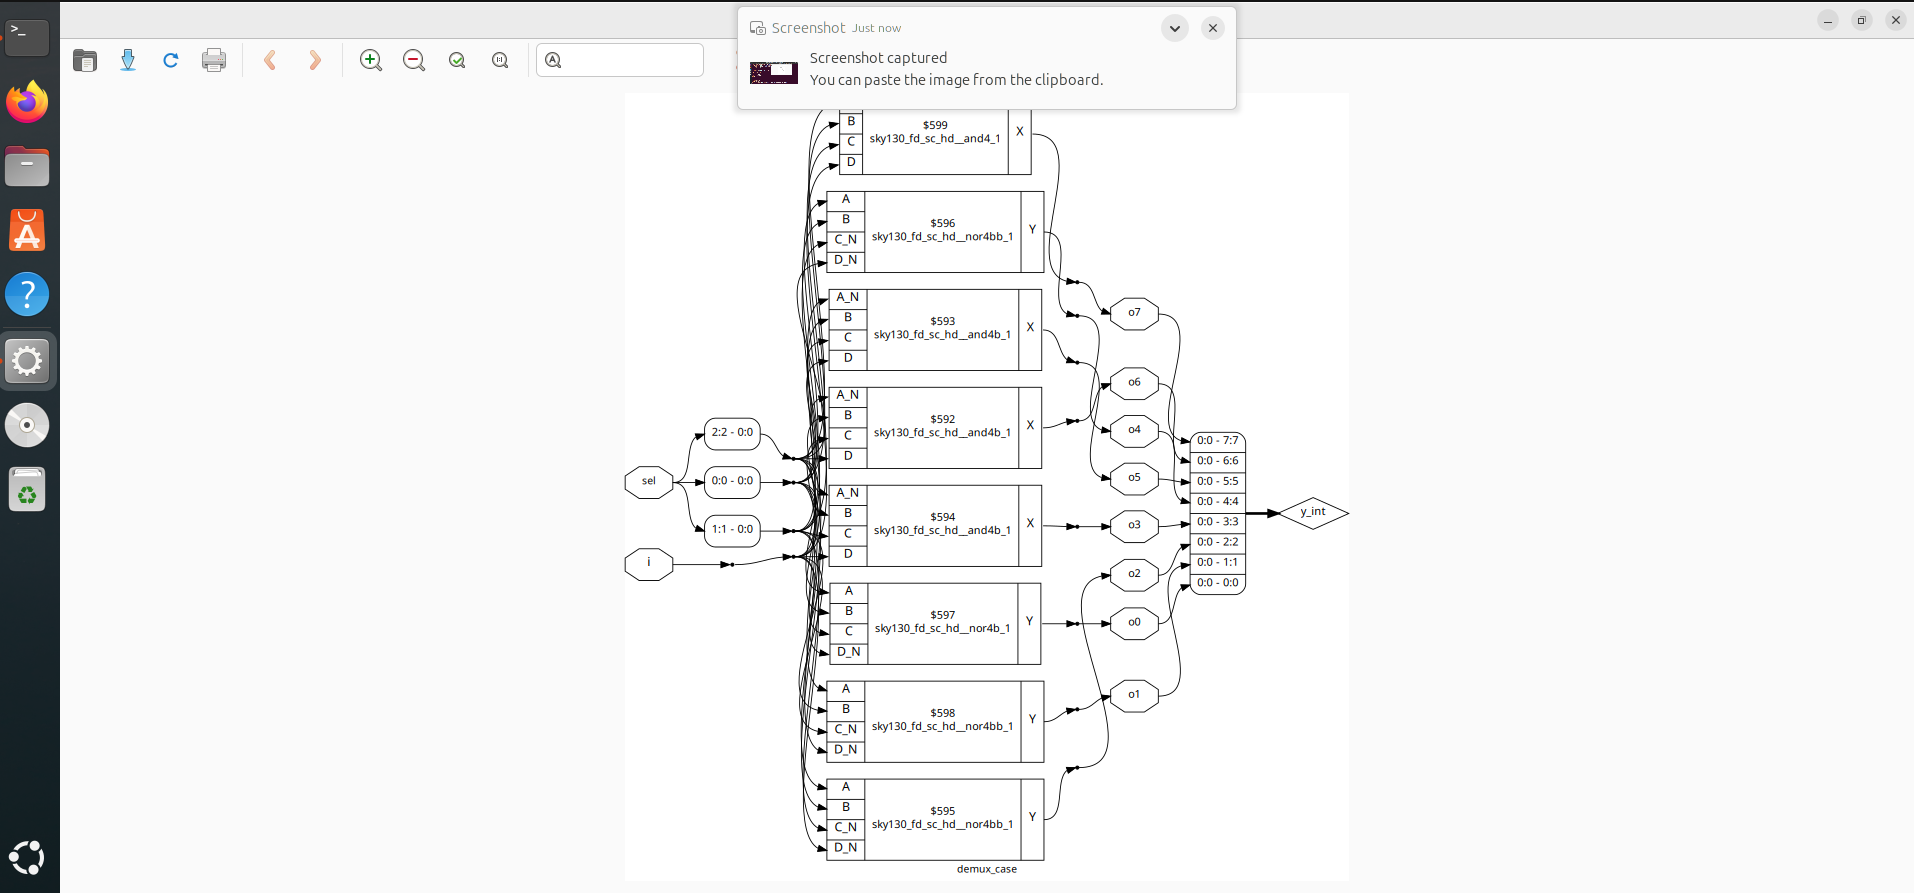 Screenshot Just now
Screenshot captured
You can paste the image from the clipboard.
B
C
D
$599
sky130_fd_sc_hd__and4_1
X
A
B
C_N
D_N
$596
sky130_fd_sc_hd__nor4bb_1
Y
A_N
B
C
D
$593
sky130_fd_sc_hd__and4b_1
X
A_N
B
C
D
$592
sky130_fd_sc_hd__and4b_1
X
A_N
B
C
D
$594
sky130_fd_sc_hd__and4b_1
X
A
B
C
D_N
$597
sky130_fd_sc_hd__nor4b_1
Y
A
B
C_N
D_N
$598
sky130_fd_sc_hd__nor4bb_1
Y
A
B
C_N
D_N
$595
sky130_fd_sc_hd__nor4bb_1
Y
sel
i
2:2 - 0:0
0:0 - 0:0
1:1 - 0:0
o7
o6
o4
o5
o3
o2
o0
o1
0:0 - 7:7
0:0 - 6:6
0:0 - 5:5
0:0 - 4:4
0:0 - 3:3
0:0 - 2:2
0:0 - 1:1
0:0 - 0:0
y_int
demux_case